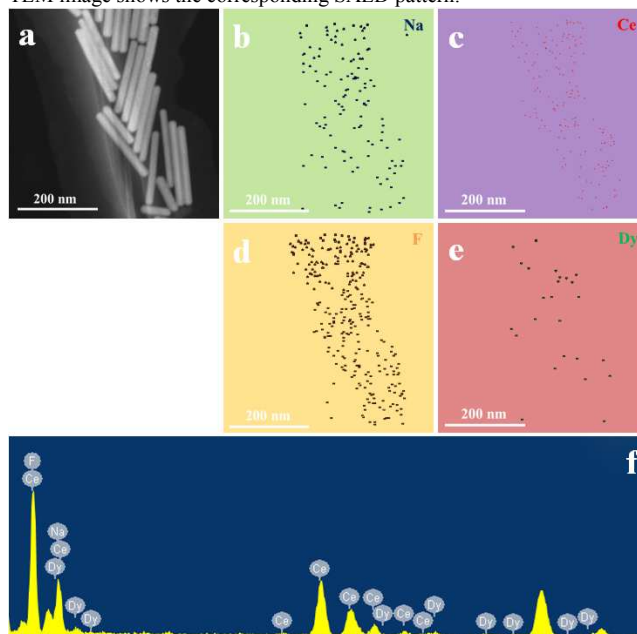 TEM image shows the corresponding SAED pattern.
a
200 nm
b
Na
200 nm
c
Ce
200 nm
d
F
200 nm
e
Dy
200 nm
f
F
Ce
Na
Ce
Dy
Dy
Dy
Ce
Ce
Ce
Ce
Dy
Ce
Ce
Dy
Dy
Dy
Dy
Dy